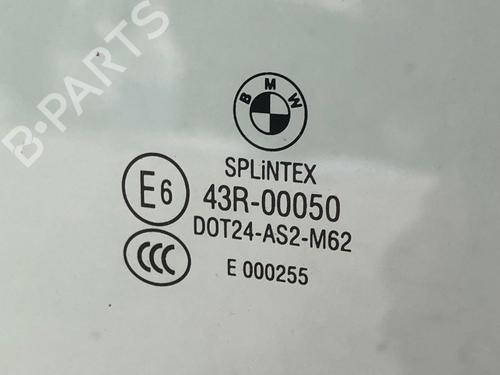 B-PARTS
BMW
SPLiNTEX
E6
43R-00050
DOT24-AS2-M62
CCC
E 000255